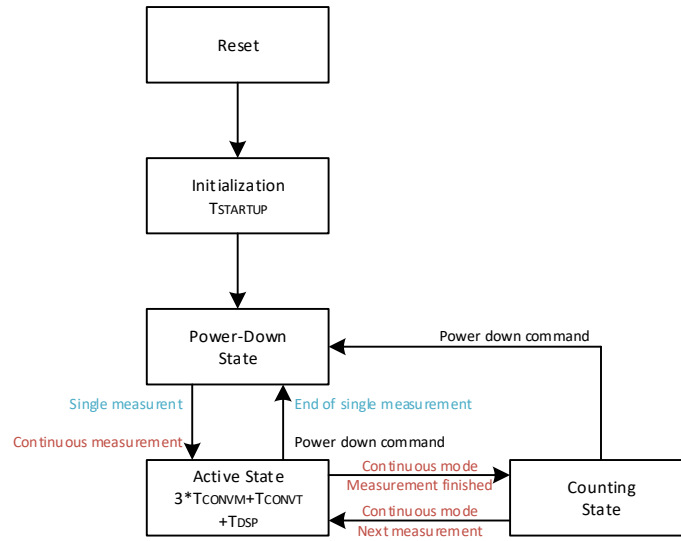 Reset
Initialization
TSTARTUP
Power-Down
State
Power down command
Single measurent
End of single measurement
Continuous measurement
Power down command
Active State
3*TCONVM+TCONVT
+TDSP
Continuous mode
Measurement finished
Continuous mode
Next measurement
Counting
State